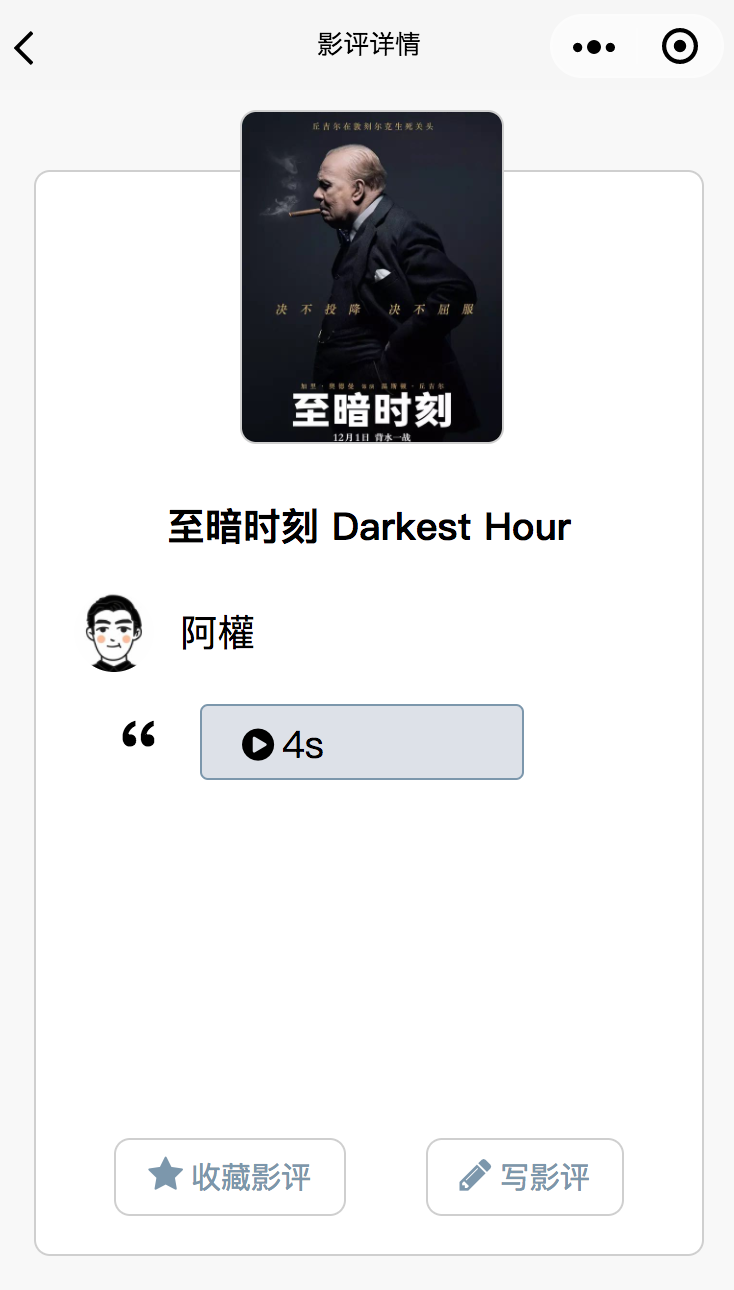 影评详情
丘吉尔在敦刻尔克生死关头
决不投降 决不屈服
加里·奥德曼 饰演 温斯顿·丘吉尔
至暗时刻
12月1日 背水一战
至暗时刻 Darkest Hour
阿權
“
4s
收藏影评 写影评